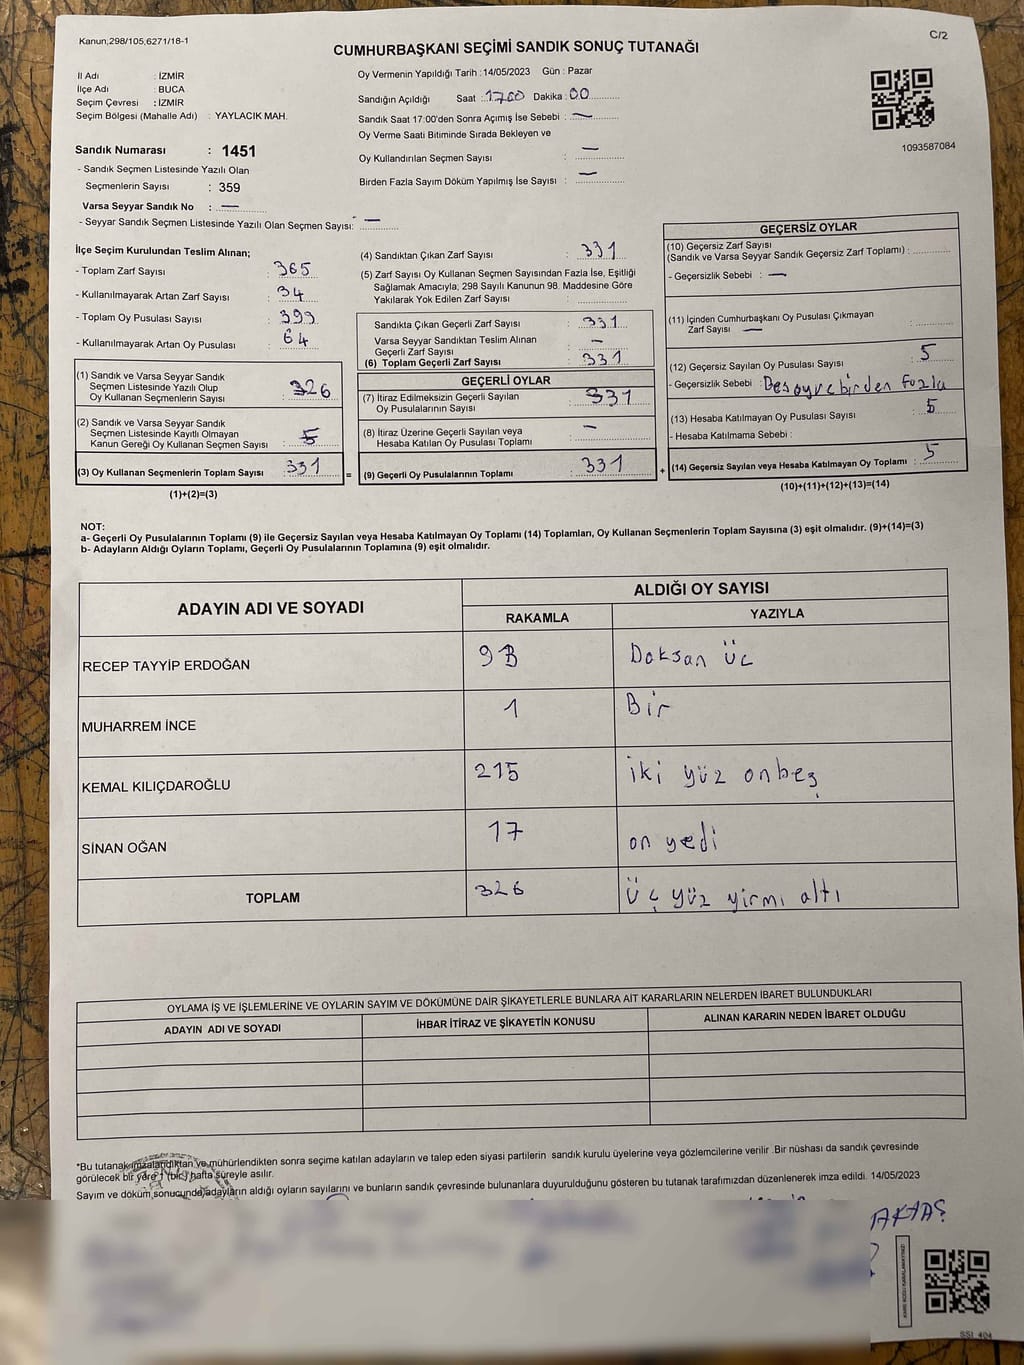 Kanun;298/105,6271/18-1
C/2
CUMHURBAŞKANI SEÇİMİ SANDIK SONUÇ TUTANAĞI
İl Adı : İZMİR
İlçe Adı : BUCA
Seçim Çevresi : İZMİR
Seçim Bölgesi (Mahalle Adı) : YAYLACIK MAH.
Oy Vermenin Yapıldığı Tarih :14/05/2023 Gün : Pazar
Sandığın Açıldığı Saat : 1700 Dakika : 00
Sandık Saat 17:00'den Sonra Açımış İse Sebebi : —
Oy Verme Saati Bitiminde Sırada Bekleyen ve
Oy Kullandırılan Seçmen Sayısı : —
Birden Fazla Sayım Döküm Yapılmış İse Sayısı : —
1093587084
Sandık Numarası : 1451
- Sandık Seçmen Listesinde Yazılı Olan
Seçmenlerin Sayısı : 359
Varsa Seyyar Sandık No : —
- Seyyar Sandık Seçmen Listesinde Yazılı Olan Seçmen Sayısı: —
İlçe Seçim Kurulundan Teslim Alınan;
- Toplam Zarf Sayısı : 365
- Kullanılmayarak Artan Zarf Sayısı : 34
- Toplam Oy Pusulası Sayısı : 399
- Kullanılmayarak Artan Oy Pusulası : 64
(1) Sandık ve Varsa Seyyar Sandık
Seçmen Listesinde Yazılı Olup
Oy Kullanan Seçmenlerin Sayısı : 326
(2) Sandık ve Varsa Seyyar Sandık
Seçmen Listesinde Kayıtlı Olmayan
Kanun Gereği Oy Kullanan Seçmen Sayısı : 5
(3) Oy Kullanan Seçmenlerin Toplam Sayısı : 331 =
(1)+(2)=(3)
(4) Sandıktan Çıkan Zarf Sayısı : 331
(5) Zarf Sayısı Oy Kullanan Seçmen Sayısından Fazla İse, Eşitliği
Sağlamak Amacıyla; 298 Sayılı Kanunun 98. Maddesine Göre
Yakılarak Yok Edilen Zarf Sayısı :
Sandıkta Çıkan Geçerli Zarf Sayısı : 331
Varsa Seyyar Sandıktan Teslim Alınan
Geçerli Zarf Sayısı : —
(6) Toplam Geçerli Zarf Sayısı : 331
GEÇERLİ OYLAR
(7) İtiraz Edilmeksizin Geçerli Sayılan
Oy Pusulalarının Sayısı : 331
(8) İtiraz Üzerine Geçerli Sayılan veya
Hesaba Katılan Oy Pusulası Toplamı : —
(9) Geçerli Oy Pusulalarının Toplamı : 331 +
GEÇERSİZ OYLAR
(10) Geçersiz Zarf Sayısı
(Sandık ve Varsa Seyyar Sandık Geçersiz Zarf Toplamı) :
- Geçersizlik Sebebi : —
(11) İçinden Cumhurbaşkanı Oy Pusulası Çıkmayan
Zarf Sayısı — :
(12) Geçersiz Sayılan Oy Pusulası Sayısı : 5
- Geçersizlik Sebebi : Des oyve birden fazla
(13) Hesaba Katılmayan Oy Pusulası Sayısı : 5
- Hesaba Katılmama Sebebi :
(14) Geçersiz Sayılan veya Hesaba Katılmayan Oy Toplamı : 5
(10)+(11)+(12)+(13)=(14)
NOT:
a- Geçerli Oy Pusulalarının Toplamı (9) ile Geçersiz Sayılan veya Hesaba Katılmayan Oy Toplamı (14) Toplamları, Oy Kullanan Seçmenlerin Toplam Sayısına (3) eşit olmalıdır. (9)+(14)=(3)
b- Adayların Aldığı Oyların Toplamı, Geçerli Oy Pusulalarının Toplamına (9) eşit olmalıdır.
ADAYIN ADI VE SOYADI ALDIĞI OY SAYISI
RAKAMLA YAZIYLA
RECEP TAYYİP ERDOĞAN 93 Doksan üc
MUHARREM İNCE 1 Bir
KEMAL KILIÇDAROĞLU 215 iki yüz onbeş
SİNAN OĞAN 17 on yedi
TOPLAM 326 üç yüz yirmi altı
OYLAMA İŞ VE İŞLEMLERİNE VE OYLARIN SAYIM VE DÖKÜMÜNE DAİR ŞİKAYETLERLE BUNLARA AİT KARARLARIN NELERDEN İBARET BULUNDUKLARI
ADAYIN ADI VE SOYADI İHBAR İTİRAZ VE ŞİKAYETİN KONUSU ALINAN KARARIN NEDEN İBARET OLDUĞU
*Bu tutanak imzalandıktan ve mühürlendikten sonra seçime katılan adayların ve talep eden siyasi partilerin sandık kurulu üyelerine veya gözlemcilerine verilir .Bir nüshası da sandık çevresinde
görülecek bir yere 1 (bir) hafta süreyle asılır.
Sayım ve döküm sonucunda adayların aldığı oyların sayılarını ve bunların sandık çevresinde bulunanlara duyurulduğunu gösteren bu tutanak tarafımızdan düzenlenerek imza edildi. 14/05/2023
AKTAŞ